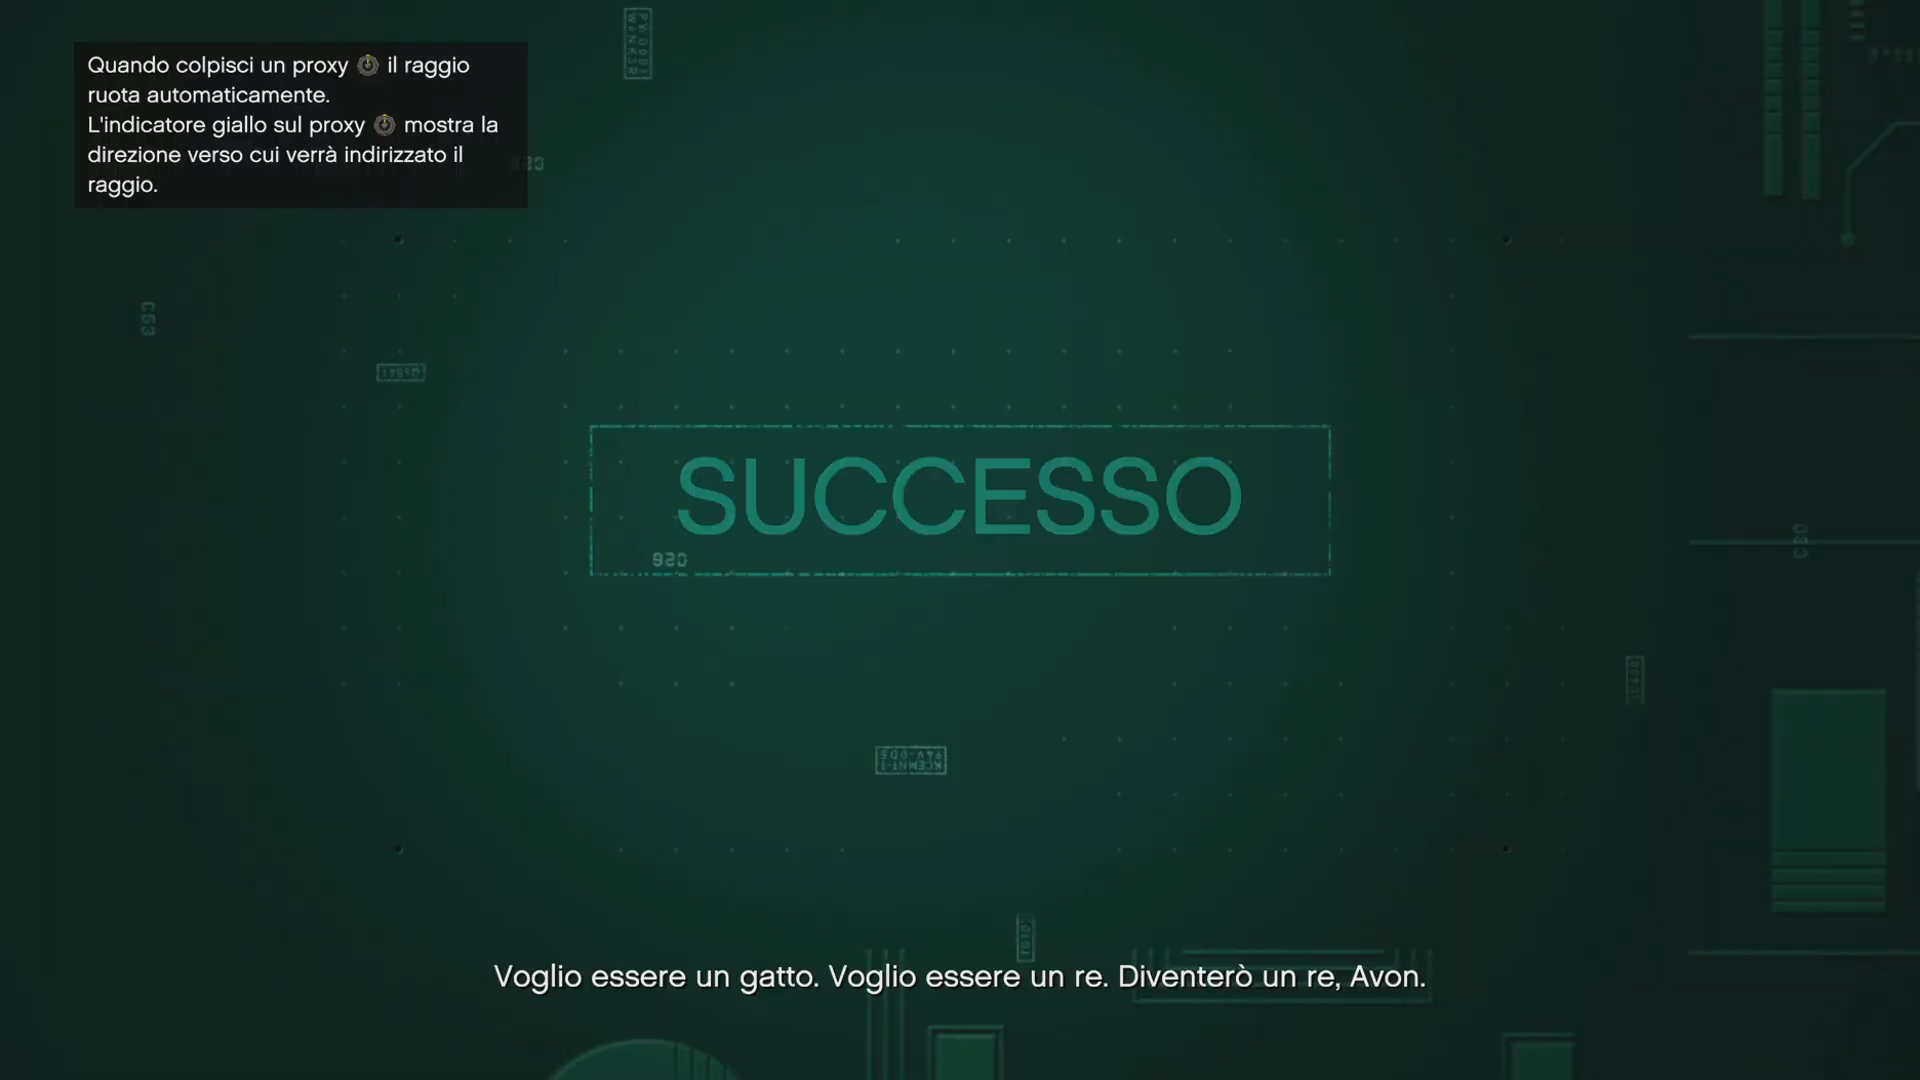 Quando colpisci un proxy il raggio
ruota automaticamente.
L'indicatore giallo sul proxy mostra la
direzione verso cui verrà indirizzato il
raggio.
C53
SUCCESSO
Voglio essere un gatto. Voglio essere un re. Diventerò un re, Avon.